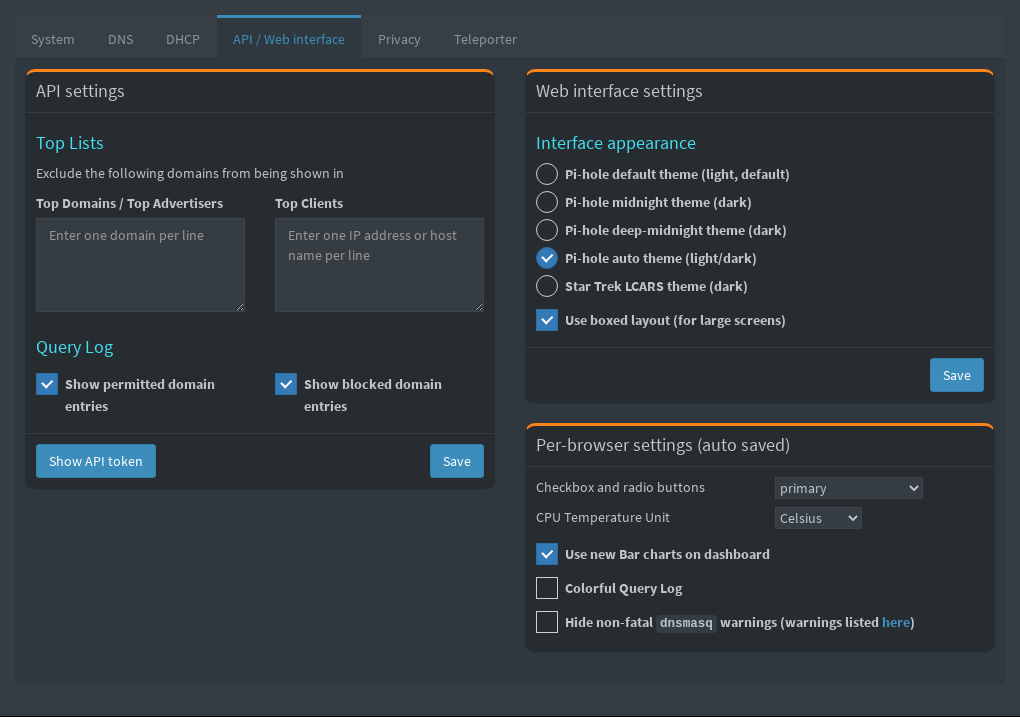 System DNS DHCP API / Web interface Privacy Teleporter
API settings
Top Lists
Exclude the following domains from being shown in
Top Domains / Top Advertisers
Enter one domain per line
Top Clients
Enter one IP address or host
name per line
Query Log
Show permitted domain
entries
Show blocked domain
entries
Show API token
Save
Web interface settings
Interface appearance
Pi-hole default theme (light, default)
Pi-hole midnight theme (dark)
Pi-hole deep-midnight theme (dark)
Pi-hole auto theme (light/dark)
Star Trek LCARS theme (dark)
Use boxed layout (for large screens)
Save
Per-browser settings (auto saved)
Checkbox and radio buttons primary
CPU Temperature Unit Celsius
Use new Bar charts on dashboard
Colorful Query Log
Hide non-fatal dnsmasq warnings (warnings listed here)